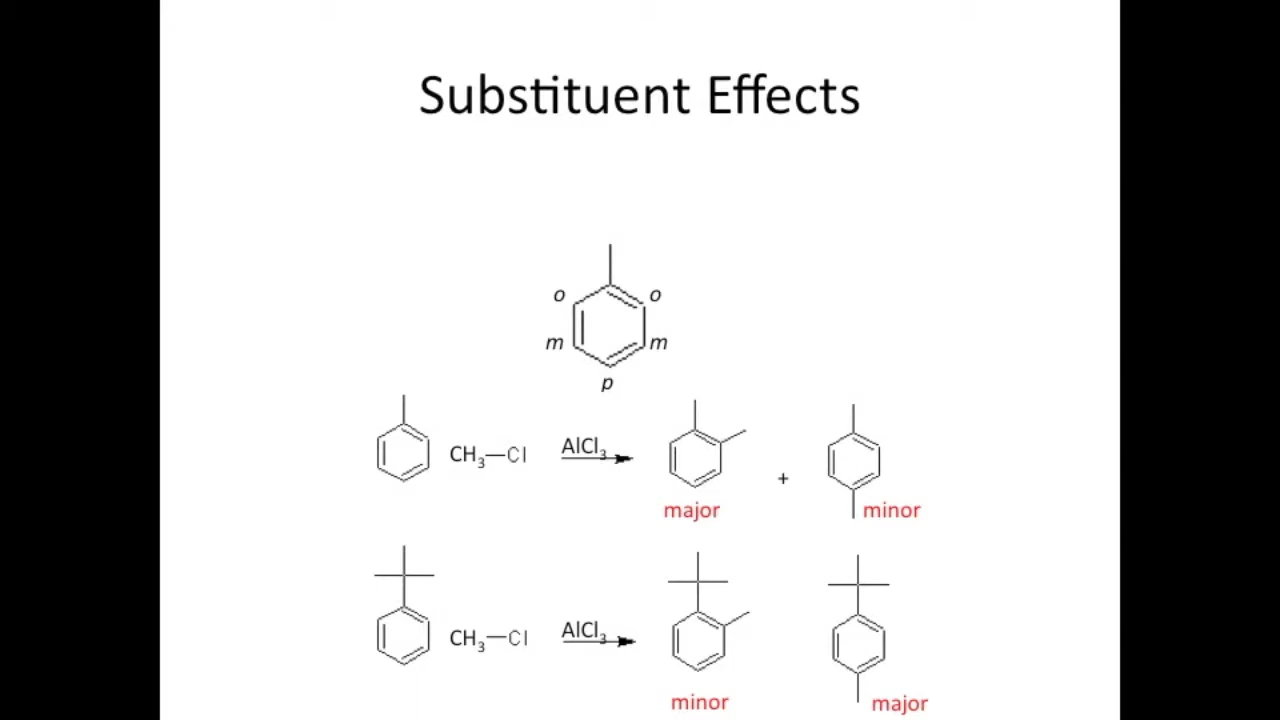 Substituent Effects
o o
m m
p
CH3—Cl AlCl3 +
major minor
CH3—Cl AlCl3
minor major